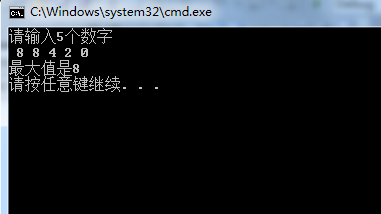 C:\Windows\system32\cmd.exe
请输入5个数字
8 8 4 2 0
最大值是8
请按任意键继续. . .